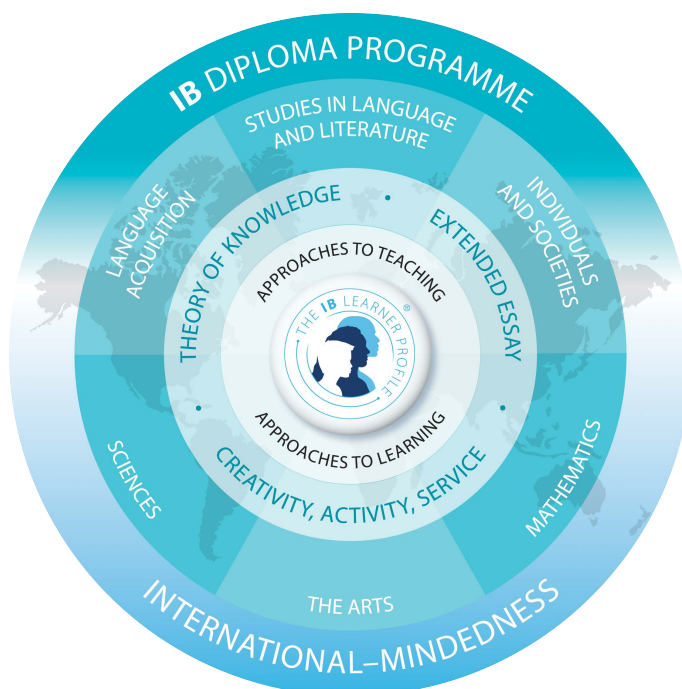 IB DIPLOMA PROGRAMME
STUDIES IN LANGUAGE
AND LITERATURE
LANGUAGE
ACQUISITION
INDIVIDUALS
AND SOCIETIES
THEORY OF KNOWLEDGE
EXTENDED ESSAY
APPROACHES TO TEACHING
THE IB LEARNER PROFILE ®
APPROACHES TO LEARNING
CREATIVITY, ACTIVITY, SERVICE
SCIENCES
MATHEMATICS
THE ARTS
INTERNATIONAL–MINDEDNESS